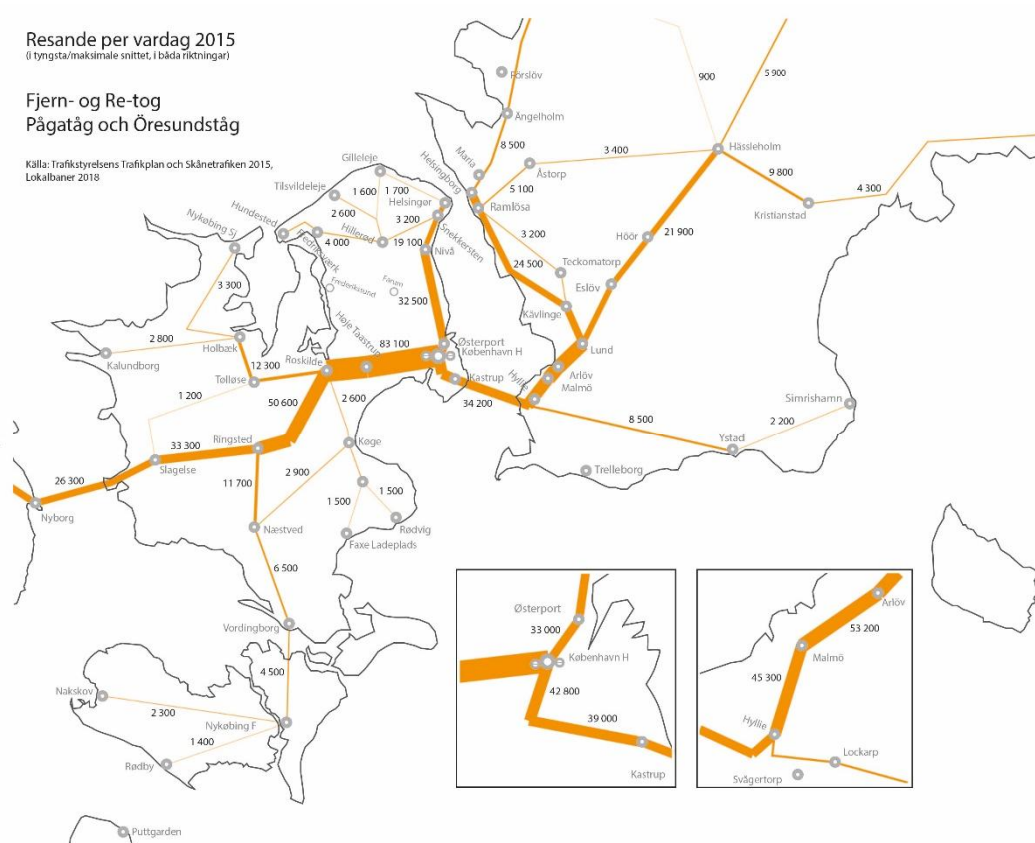 Resande per vardag 2015
(i tyngsta/maksimale snittet, i båda riktningar)
Fjern- og Re-tog
Pågatåg och Öresundståg
Källa: Trafikstyrelsens Trafikplan och Skånetrafiken 2015,
Lokalbaner 2018
Förslöv
900
5 900
Ängelholm
8 500
3 400
Hässleholm
Gilleleje
Maria
Åstorp
Helsingborg
Tilsvildeleje
1 600
1 700
5 100
9 800
4 300
Helsingør
Ramlösa
Kristianstad
Hundested
2 600
3 200
Nykøbing Sj
4 000
Hillerød
19 100
Snekkersten
3 200
Höör
21 900
Fredriksværk
Nivå
24 500
Teckomatorp
Eslöv
3 300
Frederikssund
Farum
32 500
Kävlinge
Høje Taastrup
2 800
Holbæk
83 100
Østerport
København H
Lund
Kalundborg
Roskilde
12 300
Tølløse
Kastrup
Hyllie
Arlöv
Malmö
1 200
50 600
2 600
34 200
Simrishamn
8 500
2 200
33 300
Ringsted
Køge
Ystad
Slagelse
2 900
Trelleborg
26 300
11 700
1 500
1 500
Nyborg
Næstved
Rødvig
Faxe Ladeplads
6 500
Vordingborg
4 500
Nakskov
2 300
Nykøbing F
1 400
Rødby
Puttgarden
Østerport
33 000
København H
42 800
39 000
Kastrup
Arlöv
53 200
Malmö
45 300
Hyllie
Lockarp
Svågertorp